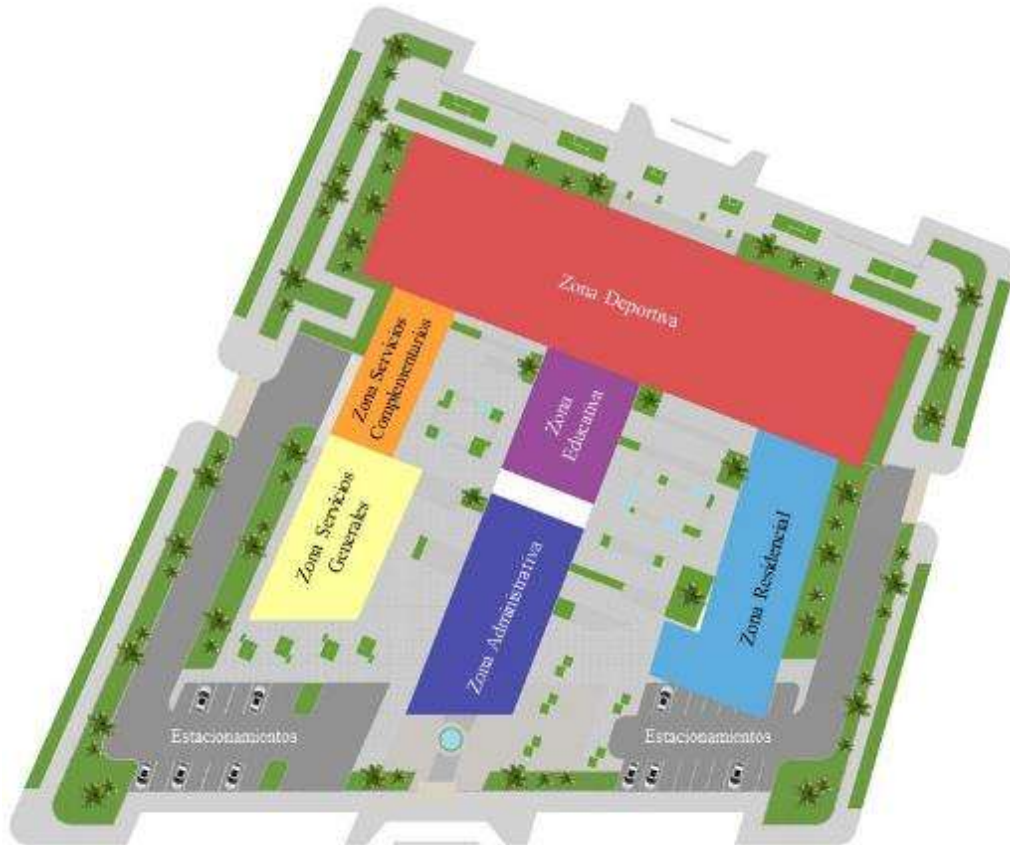 Zona Deportiva
Zona Servicios
Complementarios
Zona
Educativa
Zona Servicios
Generales
Zona Administrativa
Zona Residencial
Estacionamientos
Estacionamientos